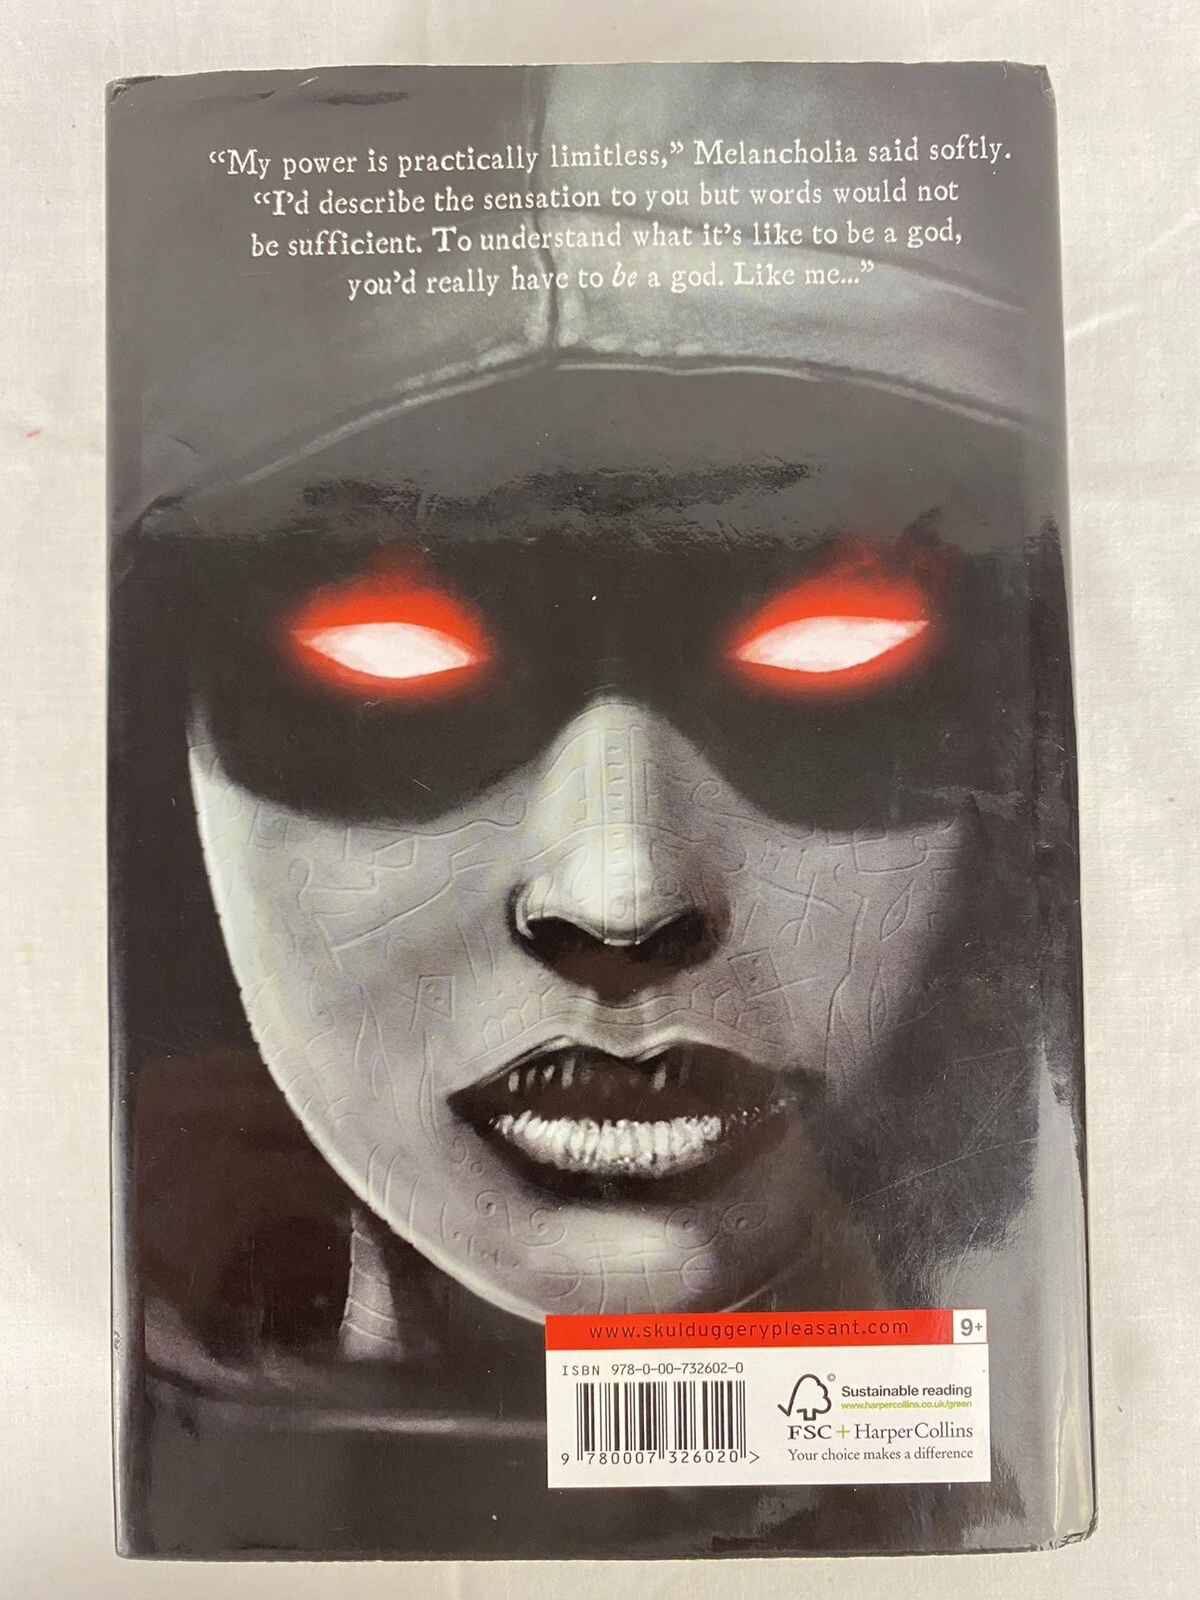 “My power is practically limitless,” Melancholia said softly.
“I’d describe the sensation to you but words would not
be sufficient. To understand what it’s like to be a god,
you’d really have to be a god. Like me...”
www.skulduggerypleasant.com 9+
ISBN 978-0-00-732602-0
9 780007 326020 >
©
Sustainable reading
www.harpercollins.co.uk/green
FSC + HarperCollins
Your choice makes a difference